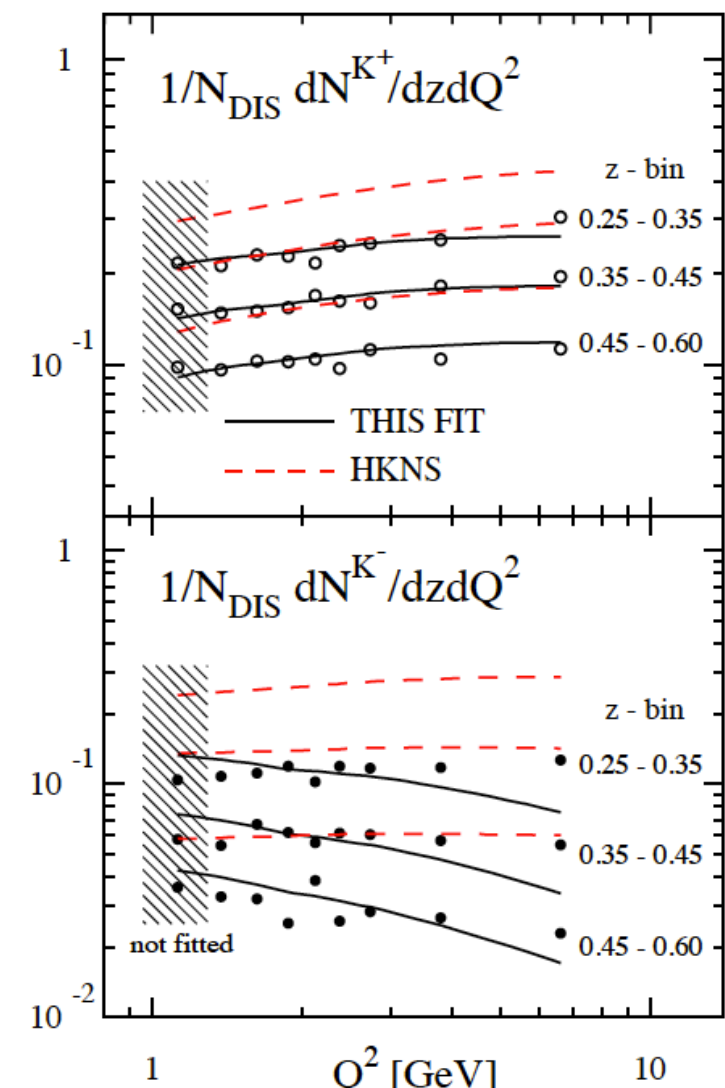 1
1/N_DIS dN^K+/dzdQ^2
z - bin
0.25 - 0.35
0.35 - 0.45
10^-1
0.45 - 0.60
THIS FIT
HKNS
1
1/N_DIS dN^K-/dzdQ^2
z - bin
0.25 - 0.35
10^-1
0.35 - 0.45
not fitted
0.45 - 0.60
10^-2
1
Q^2 [GeV]
10